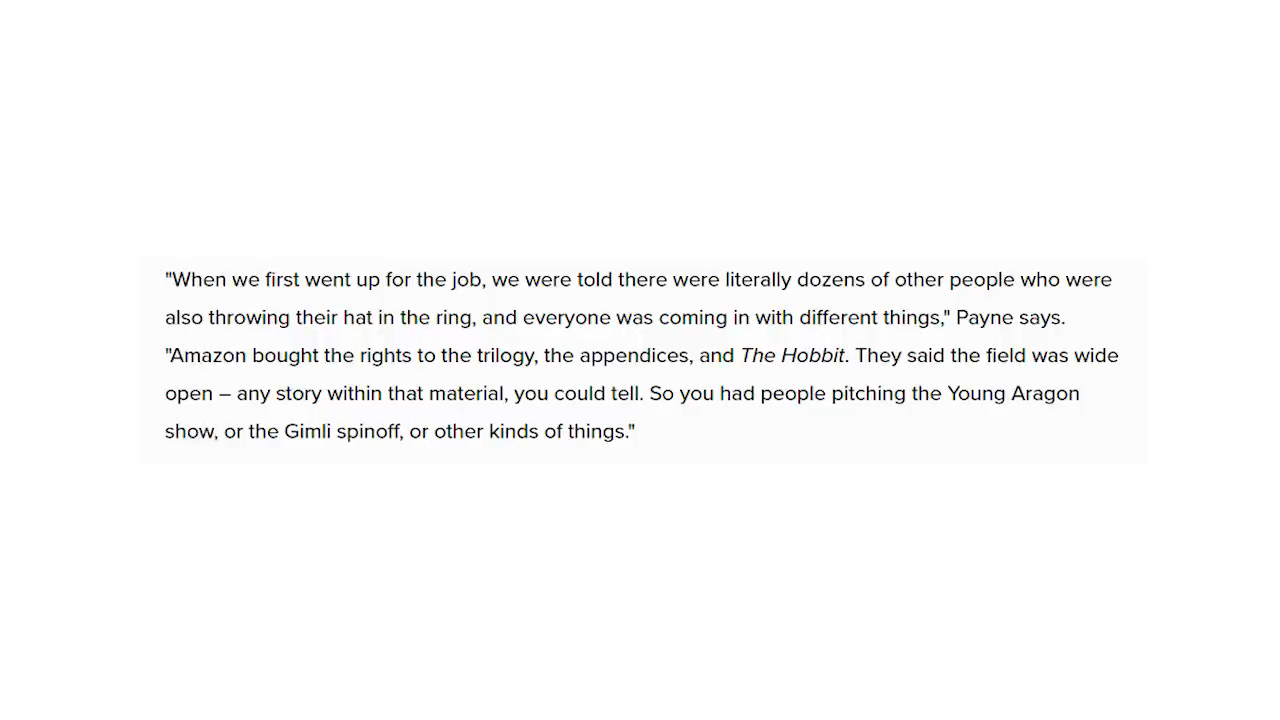 "When we first went up for the job, we were told there were literally dozens of other people who were
also throwing their hat in the ring, and everyone was coming in with different things," Payne says.
"Amazon bought the rights to the trilogy, the appendices, and The Hobbit. They said the field was wide
open – any story within that material, you could tell. So you had people pitching the Young Aragon
show, or the Gimli spinoff, or other kinds of things."